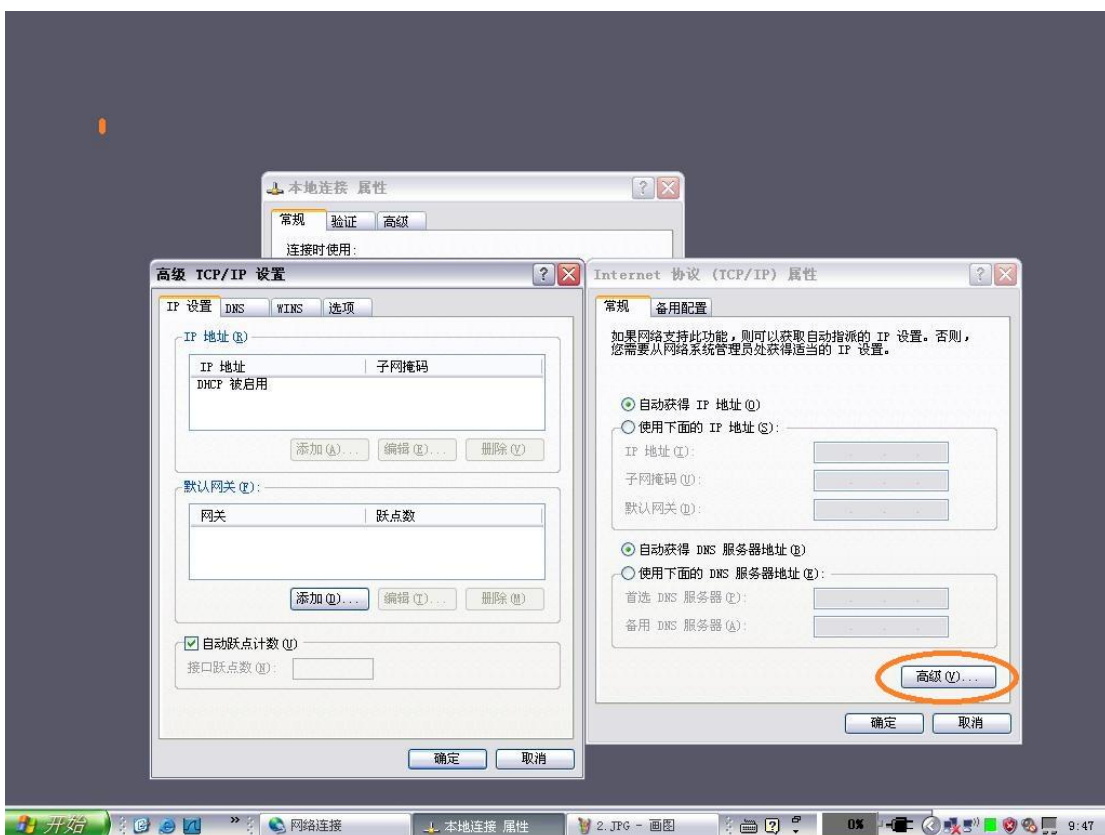 本地连接 属性
常规 验证 高级
连接时使用:
高级 TCP/IP 设置
IP 设置 DNS WINS 选项
IP 地址(R)
IP 地址 子网掩码
DHCP 被启用
添加(A)... 编辑(E)... 删除(V)
默认网关(F):
网关 跃点数
添加(D)... 编辑(T)... 删除(M)
自动跃点计数(U)
接口跃点数(N):
确定 取消
Internet 协议 (TCP/IP) 属性
常规 备用配置
如果网络支持此功能,则可以获取自动指派的 IP 设置。否则,
您需要从网络系统管理员处获得适当的 IP 设置。
自动获得 IP 地址(O)
使用下面的 IP 地址(S):
IP 地址(I):
子网掩码(U):
默认网关(D):
自动获得 DNS 服务器地址(B)
使用下面的 DNS 服务器地址(E):
首选 DNS 服务器(P):
备用 DNS 服务器(A):
高级(V)...
确定 取消
开始 网络连接 本地连接 属性 2.JPG - 画图 0% 9:47